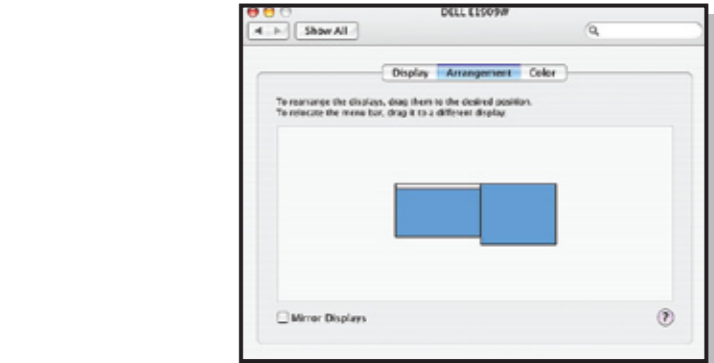 DELL E1909W
Show All
Display Arrangement Color
To rearrange the displays, drag them to the desired position.
To relocate the menu bar, drag it to a different display.
Mirror Displays
?